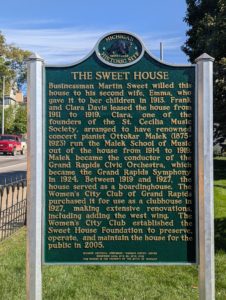 MICHIGAN
HISTORIC SITE
THE SWEET HOUSE
Businessman Martin Sweet willed this
house to his second wife, Emma, who
gave it to her children in 1913. Frank
and Clara Davis leased the house from
1911 to 1919. Clara, one of the
founders of the St. Cecilia Music
Society, arranged to have renowned
concert pianist Ottokar Malek (1875-
1923) run the Malek School of Music
out of the house from 1914 to 1919.
Malek became the conductor of the
Grand Rapids Civic Orchestra, which
became the Grand Rapids Symphony
in 1924. Between 1919 and 1927, the
house served as a boardinghouse. The
Women's City Club of Grand Rapids
purchased it for use as a clubhouse in
1927, making extensive renovations,
including adding the west wing. The
Women's City Club established the
Sweet House Foundation to preserve,
operate, and maintain the house for the
public in 2005.